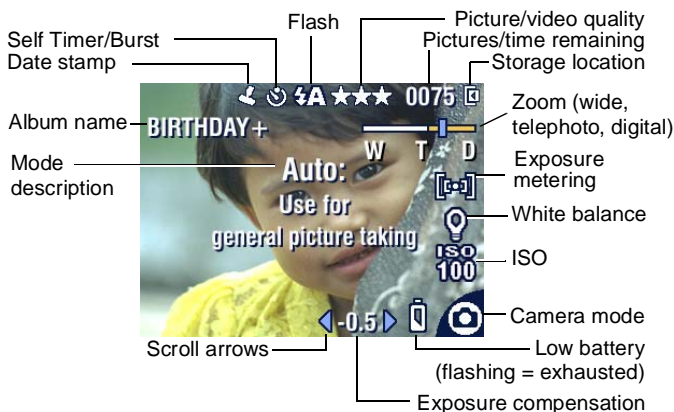 Picture/video quality
Flash
Pictures/time remaining
Self Timer/Burst
Date stamp
Storage location
⚡A ★★★ 0075
Album name
BIRTHDAY+
Zoom (wide,
telephoto, digital)
W T D
Mode
description
Auto:
Use for
general picture taking
Exposure
metering
White balance
ISO
100
ISO
-0.5
Camera mode
Scroll arrows
Low battery
(flashing = exhausted)
Exposure compensation